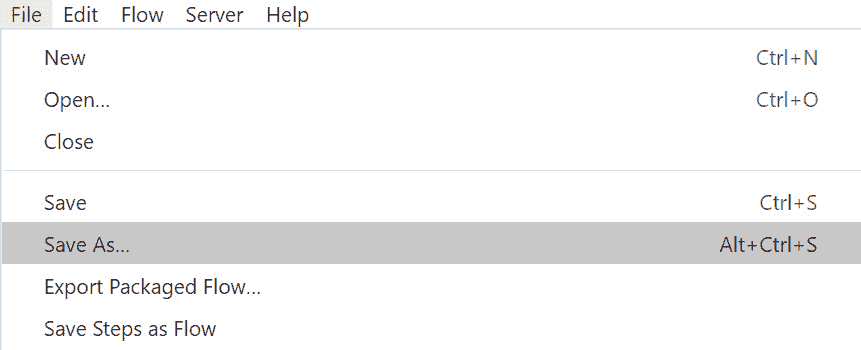 File Edit Flow Server Help
New Ctrl+N
Open... Ctrl+O
Close
Save Ctrl+S
Save As... Alt+Ctrl+S
Export Packaged Flow...
Save Steps as Flow